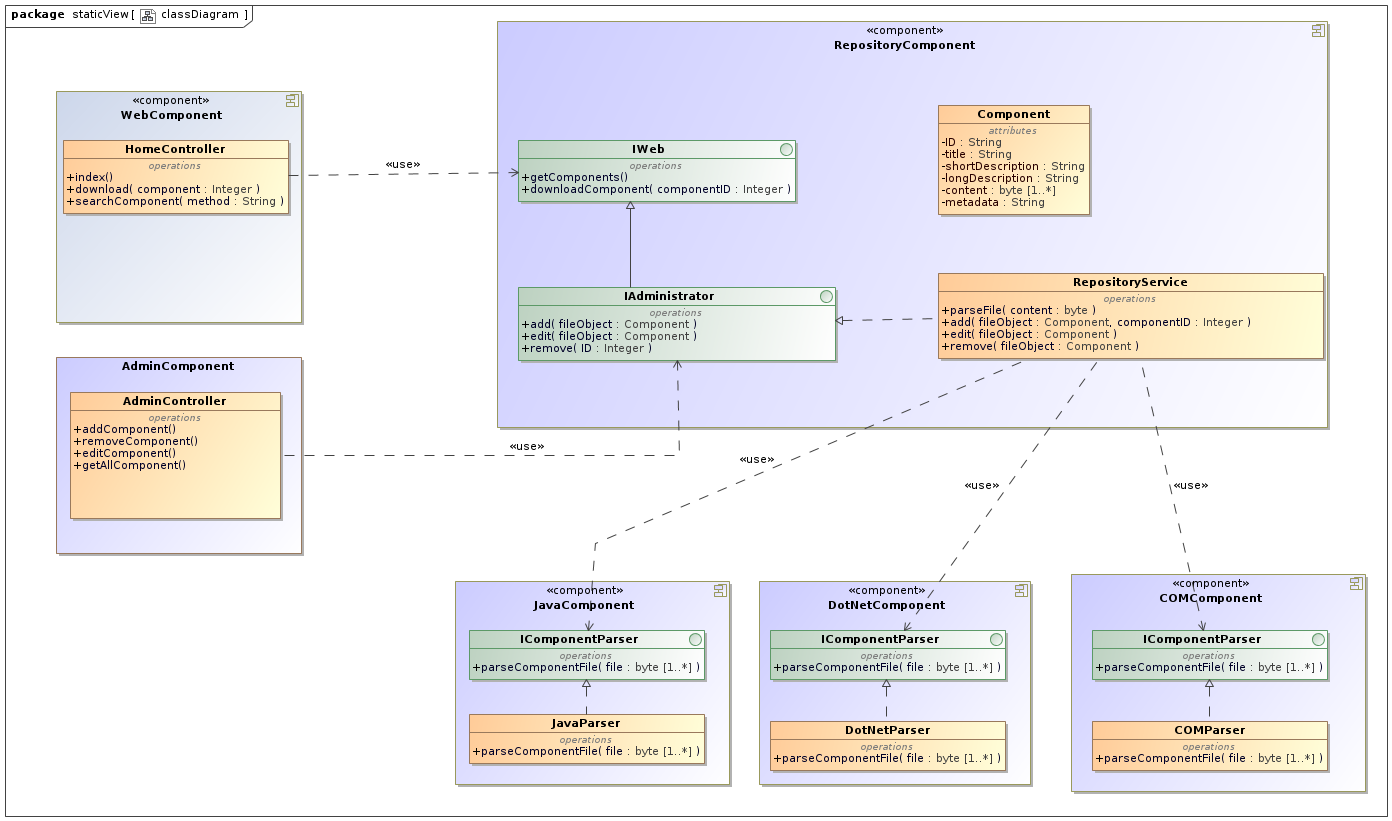 package staticView [ classDiagram ]
«component»
WebComponent
HomeController
operations
+index()
+download( component : Integer )
+searchComponent( method : String )
«use»
AdminComponent
AdminController
operations
+addComponent()
+removeComponent()
+editComponent()
+getAllComponent()
«use»
«component»
RepositoryComponent
IWeb
operations
+getComponents()
+downloadComponent( componentID : Integer )
IAdministrator
operations
+add( fileObject : Component )
+edit( fileObject : Component )
+remove( ID : Integer )
Component
attributes
-ID : String
-title : String
-shortDescription : String
-longDescription : String
-content : byte [1..*]
-metadata : String
RepositoryService
operations
+parseFile( content : byte )
+add( fileObject : Component, componentID : Integer )
+edit( fileObject : Component )
+remove( fileObject : Component )
«use»
«use»
«use»
«component»
JavaComponent
IComponentParser
operations
+parseComponentFile( file : byte [1..*] )
JavaParser
operations
+parseComponentFile( file : byte [1..*] )
«component»
DotNetComponent
IComponentParser
operations
+parseComponentFile( file : byte [1..*] )
DotNetParser
operations
+parseComponentFile( file : byte [1..*] )
«component»
COMComponent
IComponentParser
operations
+parseComponentFile( file : byte [1..*] )
COMParser
operations
+parseComponentFile( file : byte [1..*] )